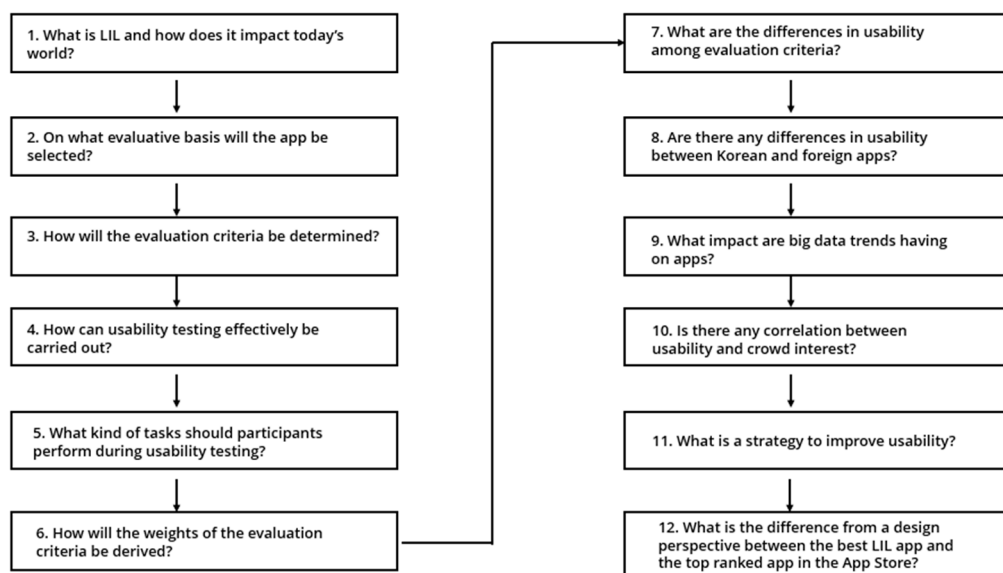 1. What is LIL and how does it impact today's
world?
2. On what evaluative basis will the app be
selected?
3. How will the evaluation criteria be determined?
4. How can usability testing effectively be
carried out?
5. What kind of tasks should participants
perform during usability testing?
6. How will the weights of the evaluation
criteria be derived?
7. What are the differences in usability
among evaluation criteria?
8. Are there any differences in usability
between Korean and foreign apps?
9. What impact are big data trends having
on apps?
10. Is there any correlation between
usability and crowd interest?
11. What is a strategy to improve usability?
12. What is the difference from a design
perspective between the best LIL app and
the top ranked app in the App Store?